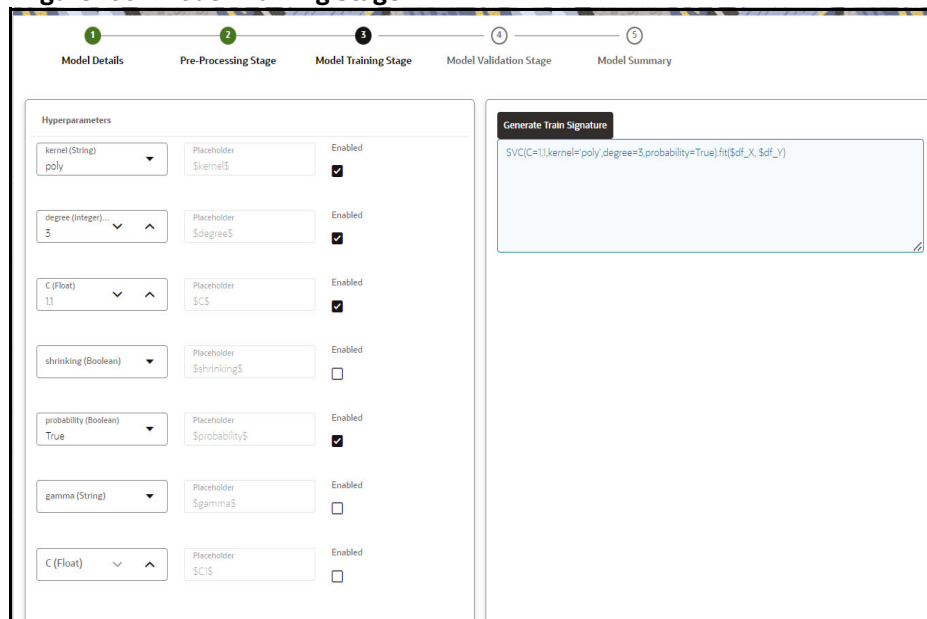 1 2 3 4 5
Model Details Pre-Processing Stage Model Training Stage Model Validation Stage Model Summary
Hyperparameters
Generate Train Signature
SVC(C=1.1,kernel='poly',degree=3,probability=True).fit($df_X, $df_Y)
kernel (String) Placeholder Enabled
poly $kernel$
degree (Integer)... Placeholder Enabled
3 $degree$
C (Float) Placeholder Enabled
1.1 $C$
shrinking (Boolean) Placeholder Enabled
$shrinking$
probability (Boolean) Placeholder Enabled
True $probability$
gamma (String) Placeholder Enabled
$gamma$
C (Float) Placeholder Enabled